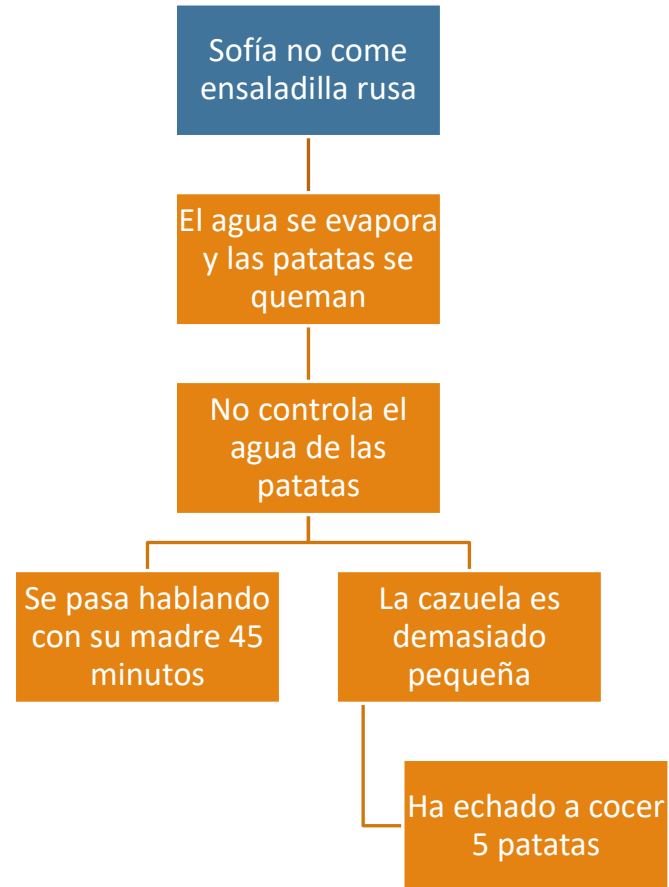 Sofía no come
ensaladilla rusa
El agua se evapora
y las patatas se
queman
No controla el
agua de las
patatas
Se pasa hablando
con su madre 45
minutos
La cazuela es
demasiado
pequeña
Ha echado a cocer
5 patatas